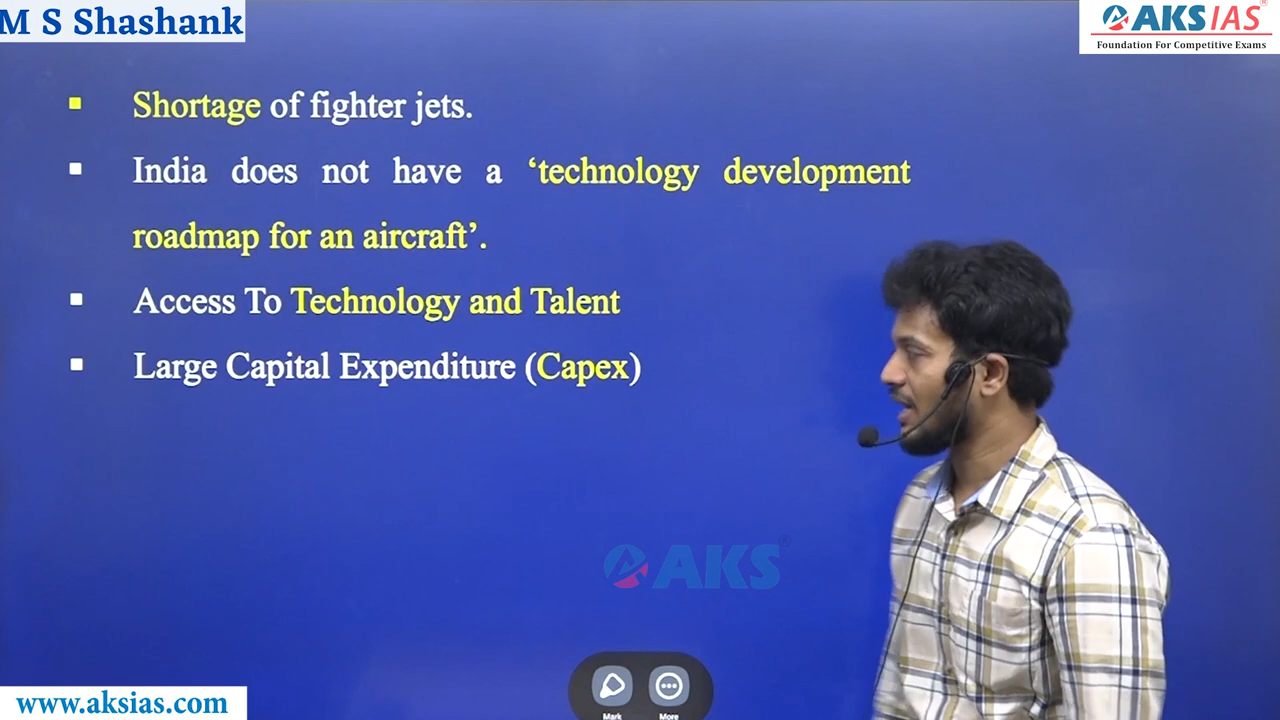 M S Shashank
AKS IAS®
Foundation For Competitive Exams
▪ Shortage of fighter jets.
▪ India does not have a ‘technology development
roadmap for an aircraft’.
▪ Access To Technology and Talent
▪ Large Capital Expenditure (Capex)
AKS®
Mark More
www.aksias.com